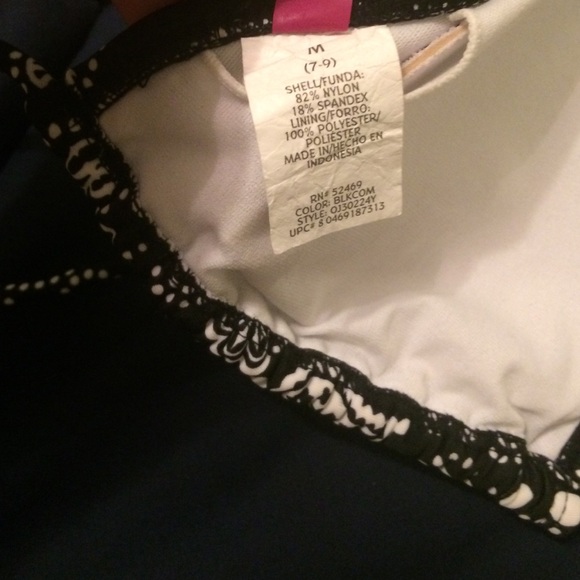 M
(7-9)
SHELL/FUNDA:
82% NYLON
18% SPANDEX
LINING/FORRO:
100% POLYESTER/
POLIESTER
MADE IN/HECHO EN
INDONESIA
RN# 52469
COLOR: BLKCOM
STYLE: OJ30224Y
UPC# 8 0469187313